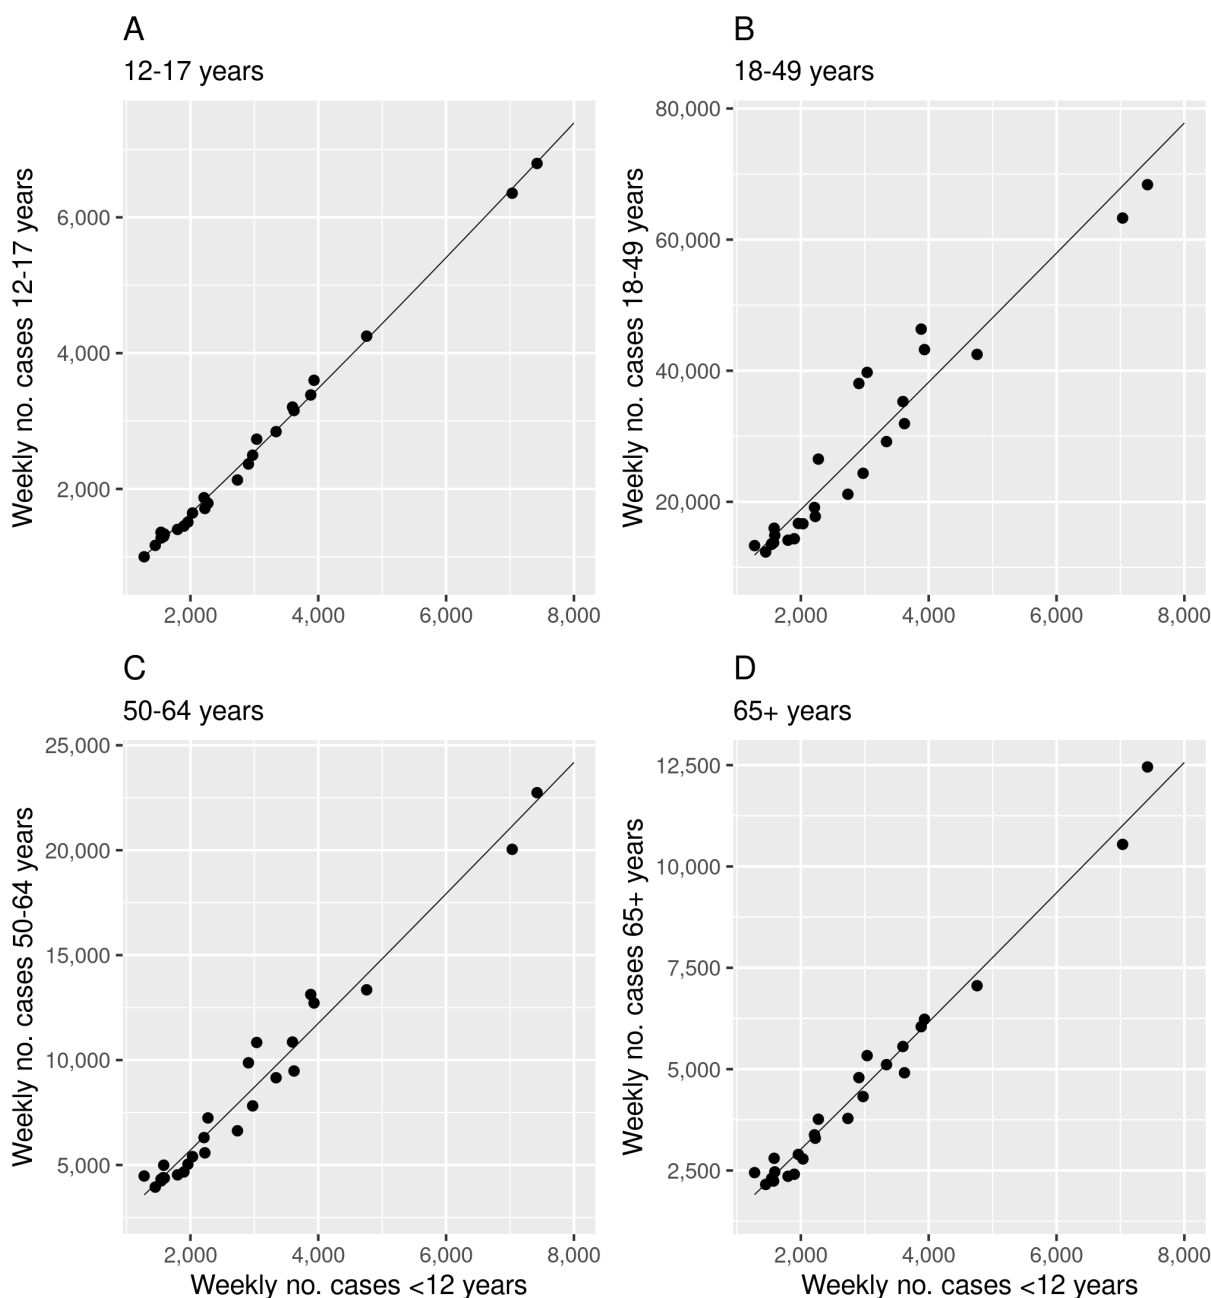 A
12-17 years
Weekly no. cases 12-17 years
6,000
4,000
2,000
2,000 4,000 6,000 8,000
B
18-49 years
Weekly no. cases 18-49 years
80,000
60,000
40,000
20,000
2,000 4,000 6,000 8,000
C
50-64 years
Weekly no. cases 50-64 years
25,000
20,000
15,000
10,000
5,000
2,000 4,000 6,000 8,000
Weekly no. cases <12 years
D
65+ years
Weekly no. cases 65+ years
12,500
10,000
7,500
5,000
2,500
2,000 4,000 6,000 8,000
Weekly no. cases <12 years